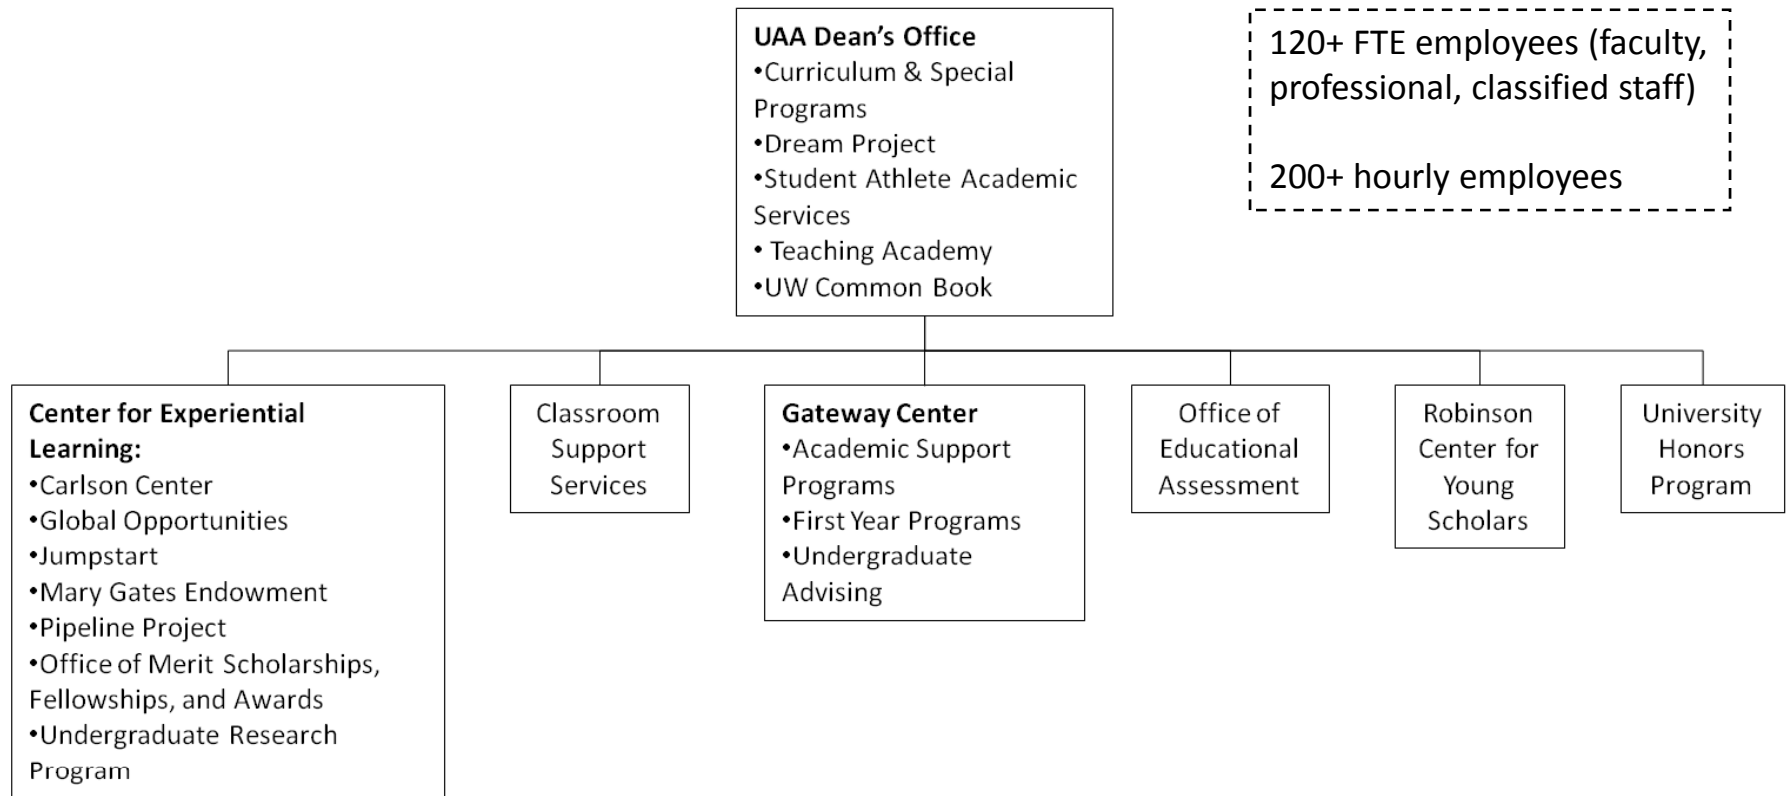 UAA Dean's Office
•Curriculum & Special
Programs
•Dream Project
•Student Athlete Academic
Services
• Teaching Academy
•UW Common Book
120+ FTE employees (faculty,
professional, classified staff)
200+ hourly employees
Center for Experiential
Learning:
•Carlson Center
•Global Opportunities
•Jumpstart
•Mary Gates Endowment
•Pipeline Project
•Office of Merit Scholarships,
Fellowships, and Awards
•Undergraduate Research
Program
Classroom
Support
Services
Gateway Center
•Academic Support
Programs
•First Year Programs
•Undergraduate
Advising
Office of
Educational
Assessment
Robinson
Center for
Young
Scholars
University
Honors
Program